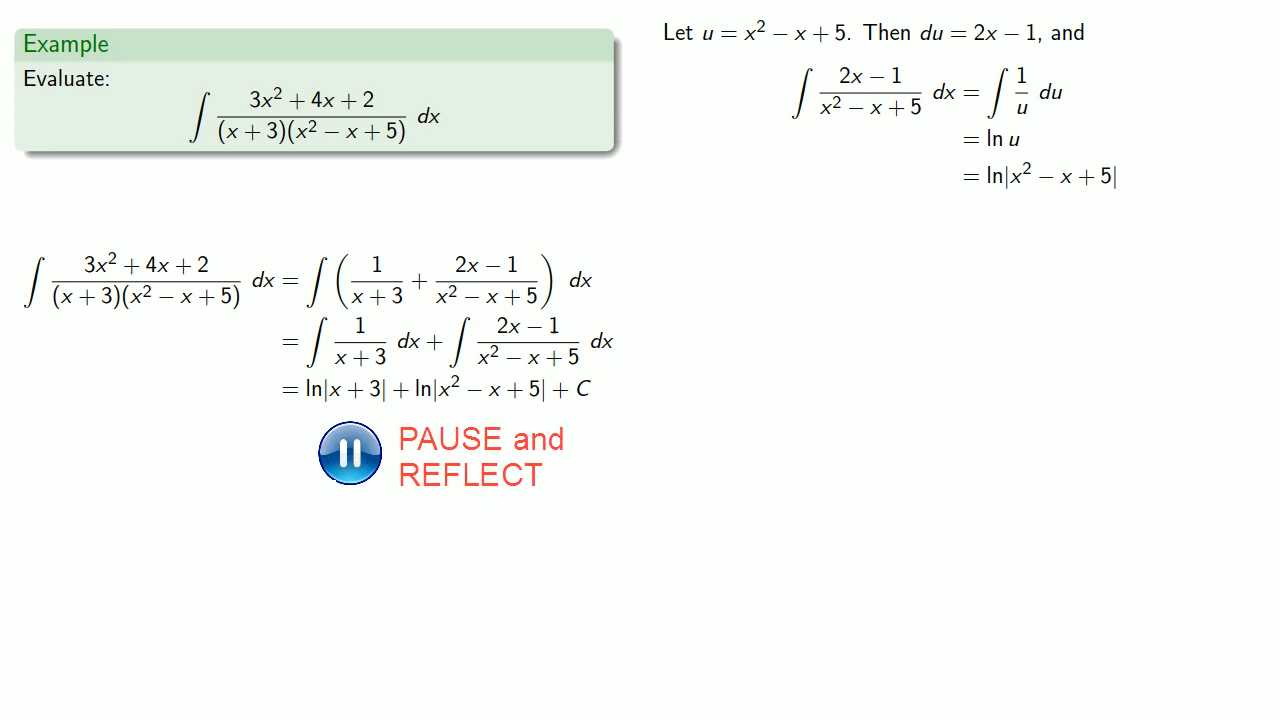 Example
Evaluate:
∫ (3x² + 4x + 2)/((x + 3)(x² − x + 5)) dx
∫ (3x² + 4x + 2)/((x + 3)(x² − x + 5)) dx = ∫ (1/(x + 3) + (2x − 1)/(x² − x + 5)) dx
= ∫ 1/(x + 3) dx + ∫ (2x − 1)/(x² − x + 5) dx
= ln|x + 3| + ln|x² − x + 5| + C
PAUSE and
REFLECT
Let u = x² − x + 5. Then du = 2x − 1, and
∫ (2x − 1)/(x² − x + 5) dx = ∫ 1/u du
= ln u
= ln|x² − x + 5|